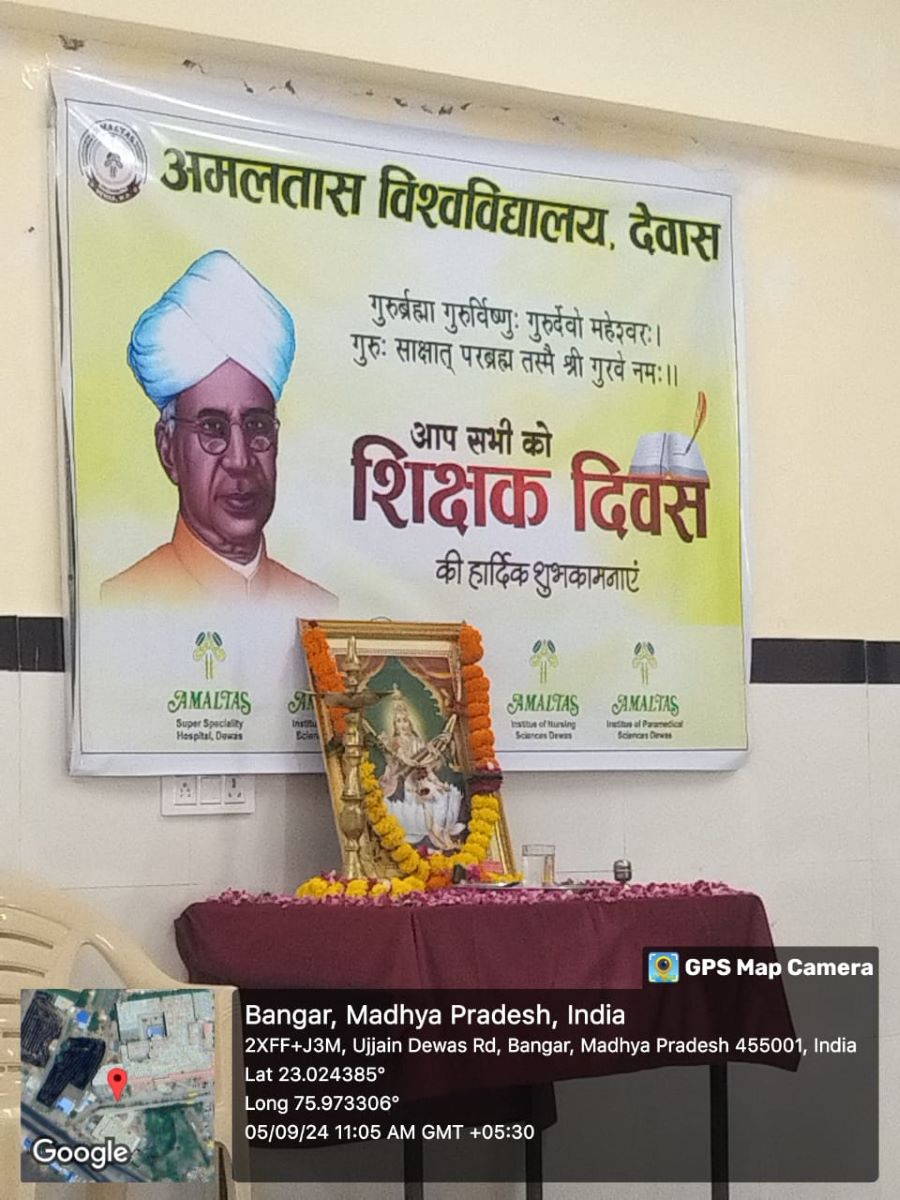 अमलतास विश्वविद्यालय, देवास
गुरुर्ब्रह्मा गुरुर्विष्णुः गुरुर्देवो महेश्वरः।
गुरुः साक्षात् परब्रह्म तस्मै श्री गुरवे नमः।।
आप सभी को
शिक्षक दिवस
की हार्दिक शुभकामनाएं
AMALTAS
Super Speciality
Hospital, Dewas
AMALTAS
Institue of Nursing
Sciences Dewas
AMALTAS
Institue of Paramedical
Sciences Dewas
GPS Map Camera
Bangar, Madhya Pradesh, India
2XFF+J3M, Ujjain Dewas Rd, Bangar, Madhya Pradesh 455001, India
Lat 23.024385°
Long 75.973306°
05/09/24 11:05 AM GMT +05:30
Google